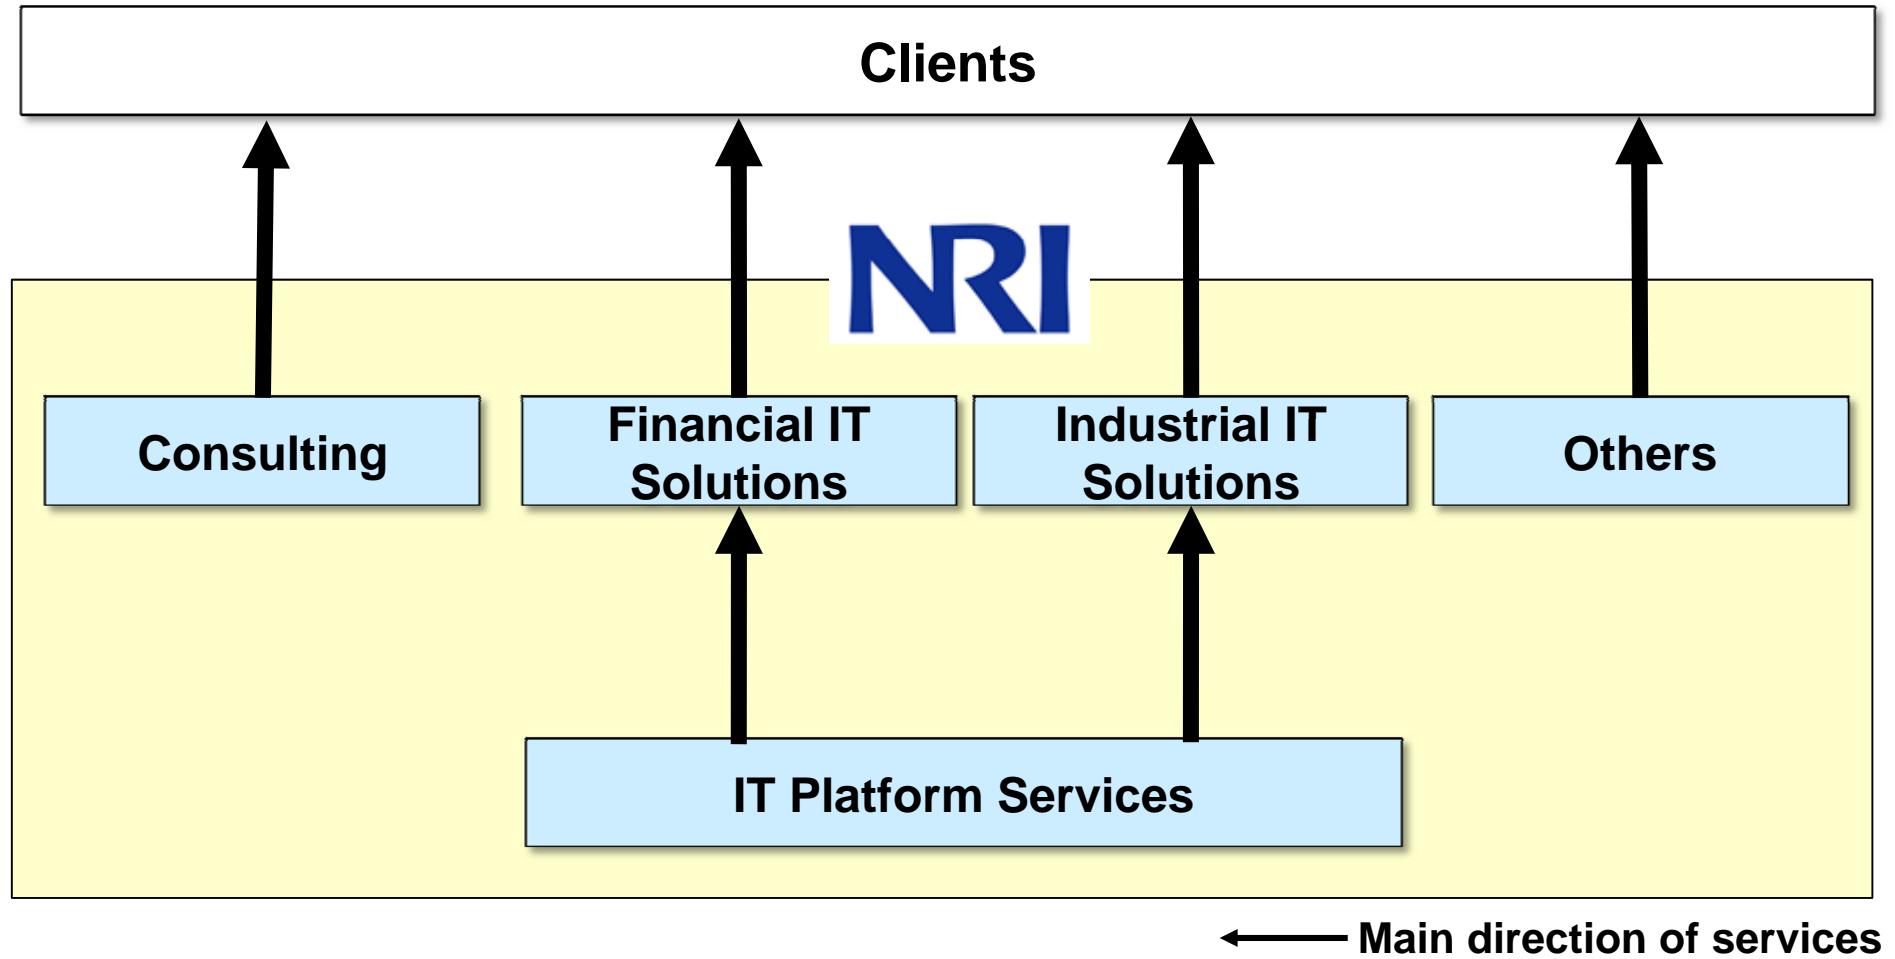 Clients
NRI
Consulting
Financial IT
Solutions
Industrial IT
Solutions
Others
IT Platform Services
Main direction of services